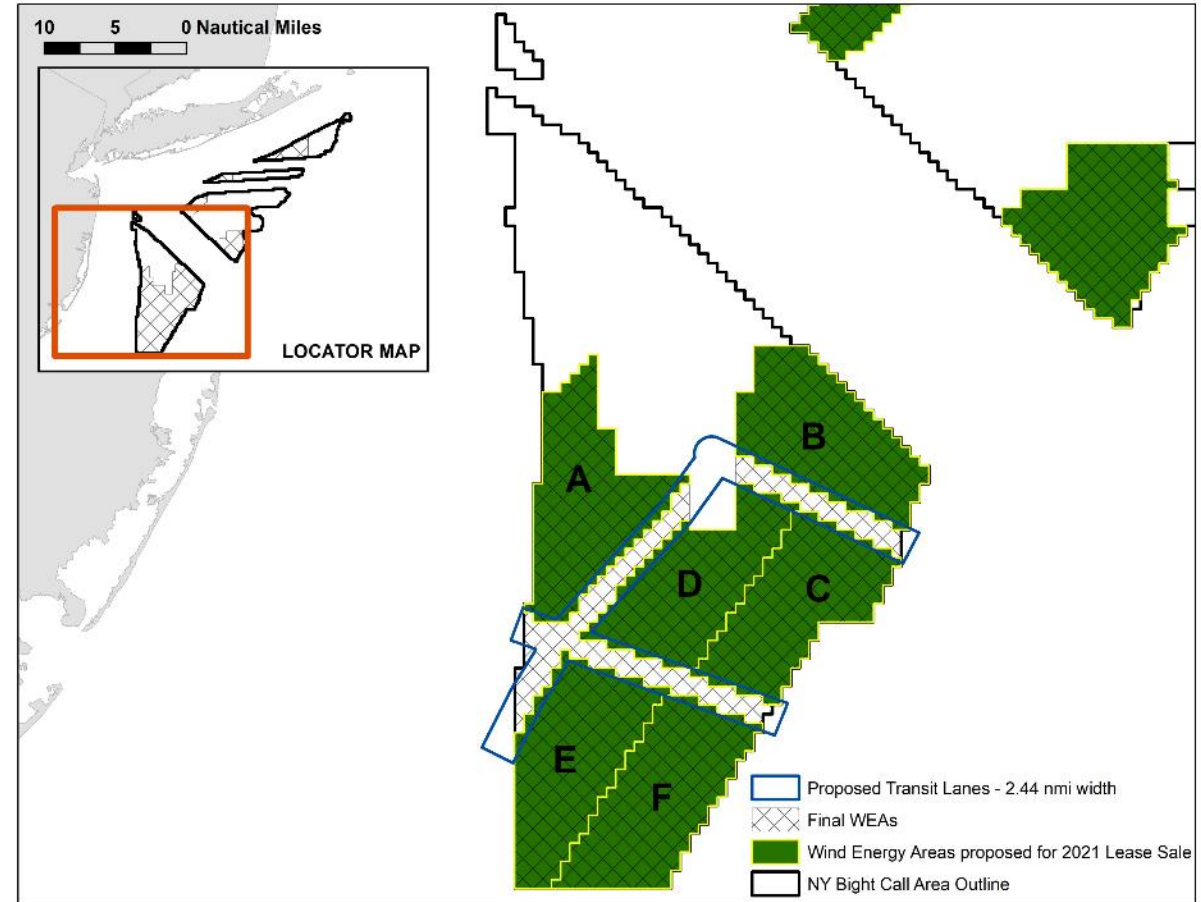 10 5 0 Nautical Miles
LOCATOR MAP
B
A
D
C
E
F
Proposed Transit Lanes - 2.44 nmi width
Final WEAs
Wind Energy Areas proposed for 2021 Lease Sale
NY Bight Call Area Outline